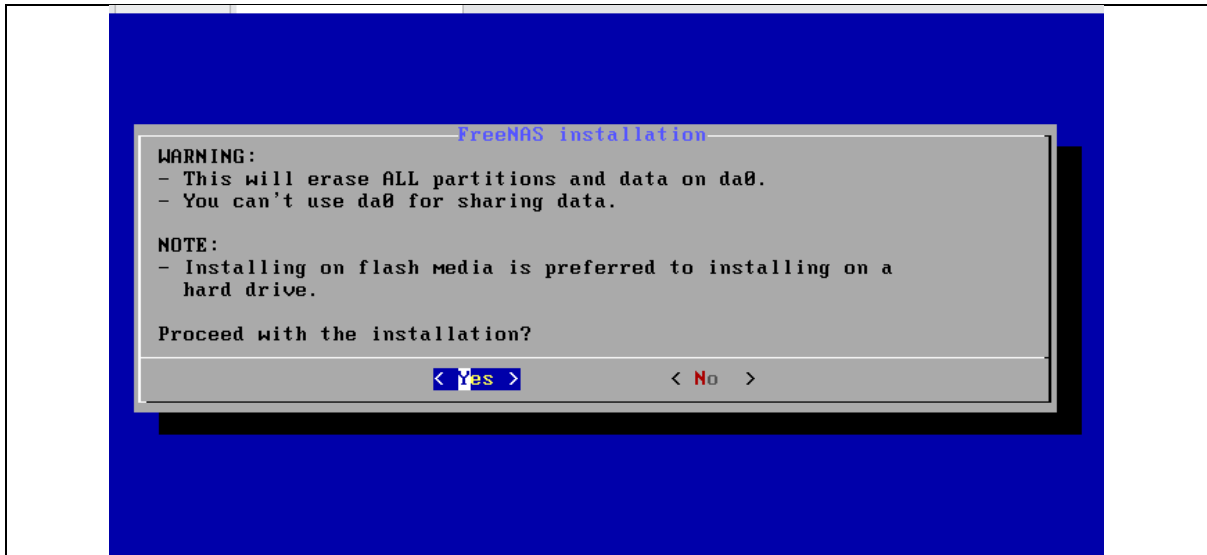 FreeNAS installation
WARNING:
- This will erase ALL partitions and data on da0.
- You can't use da0 for sharing data.
NOTE:
- Installing on flash media is preferred to installing on a
hard drive.
Proceed with the installation?
< Yes > < No >